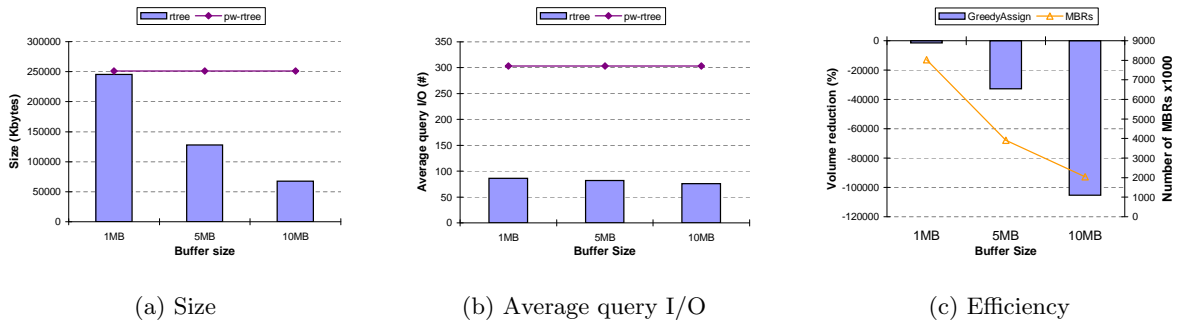 rtree pw-rtree
300000
250000
200000
150000
100000
50000
0
Size (Kbytes)
1MB 5MB 10MB
Buffer size
(a) Size
rtree pw-rtree
350
300
250
200
150
100
50
0
Average query I/O (#)
1MB 5MB 10MB
Buffer Size
(b) Average query I/O
GreedyAssign MBRs
0
-20000
-40000
-60000
-80000
-100000
-120000
Volume reduction (%)
9000
8000
7000
6000
5000
4000
3000
2000
1000
0
Number of MBRs x1000
1MB 5MB 10MB
Buffer Size
(c) Efficiency